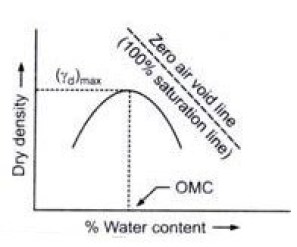 Zero air void line
(100% saturation line)
(γd)max
Dry density →
OMC
% Water content →